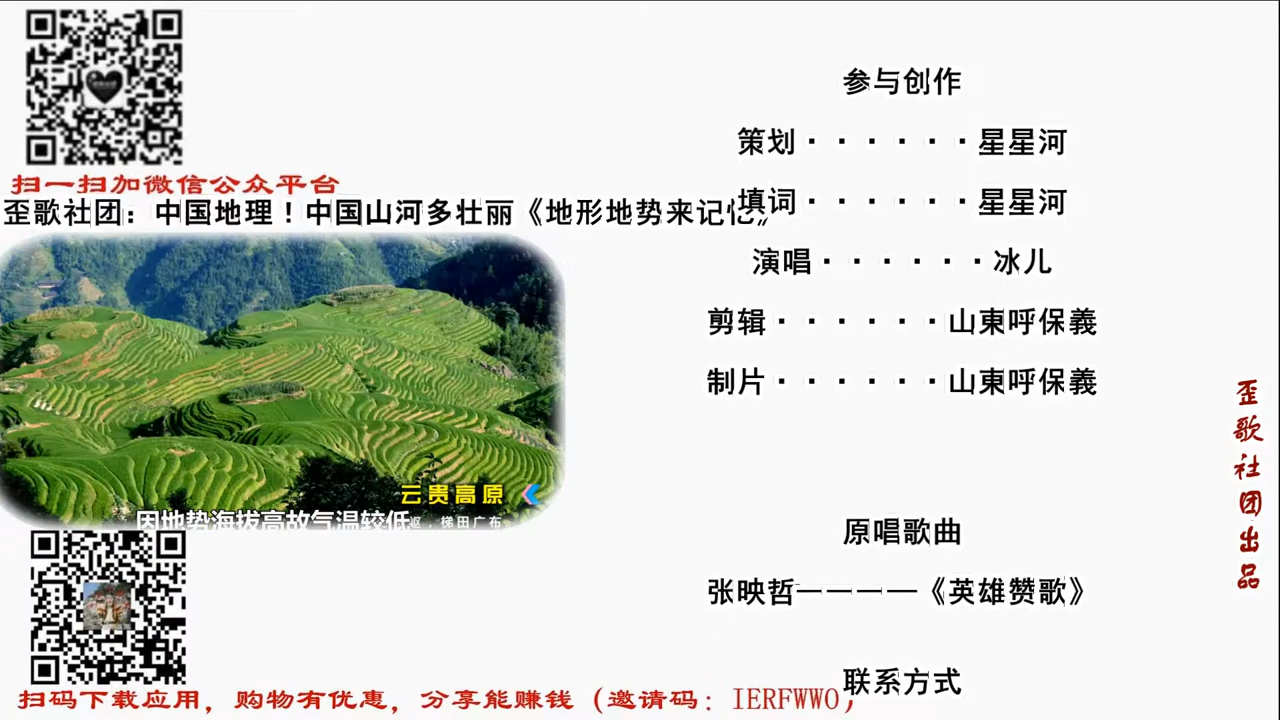 扫一扫加微信公众平台
歪歌社团：中国地理！中国山河多壮丽《地形地势来记忆》
云贵高原
因地势海拔高故气温较低
，梯田广布
扫码下载应用，购物有优惠，分享能赚钱（邀请码：IERFWWO）
参与创作
策划······星星河
填词······星星河
演唱······冰儿
剪辑······山東呼保義
制片······山東呼保義
原唱歌曲
张映哲————《英雄赞歌》
联系方式
歪歌社团出品